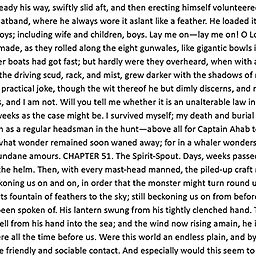 eady his way, swiftly slid aft, and then erecting himself volunteere
atband, where he always wore it aslant like a feather. He loaded it
oys; including wife and children, boys. Lay me on—lay me on! O Lo
made, as they rolled along the eight gunwales, like gigantic bowls i
er boats had got fast; but hardly were they overheard, when with a
the driving scud, rack, and mist, grew darker with the shadows of n
practical joke, though the wit thereof he but dimly discerns, and n
s, and I am not. Will you tell me whether it is an unalterable law in
weeks as the case might be. I survived myself; my death and burial
n as a regular headsman in the hunt—above all for Captain Ahab to
what wonder remained soon waned away; for in a whaler wonders
undane amours. CHAPTER 51. The Spirit-Spout. Days, weeks passed
the helm. Then, with every mast-head manned, the piled-up craft r
ckoning us on and on, in order that the monster might turn round u
ts fountain of feathers to the sky; still beckoning us on from before
been spoken of. His lantern swung from his tightly clenched hand. T
ell from his hand into the sea; and the wind now rising amain, he i
re all the time before us. Were this world an endless plain, and by
e friendly and sociable contact. And especially would this seem to